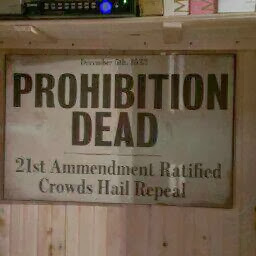 December 5th, 1933
PROHIBITION
DEAD
21st Ammendment Ratified
Crowds Hail Repeal